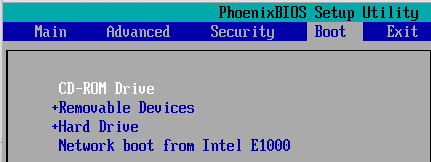 PhoenixBIOS Setup Utility
Main Advanced Security Boot Exit
CD-ROM Drive
+Removable Devices
+Hard Drive
Network boot from Intel E1000